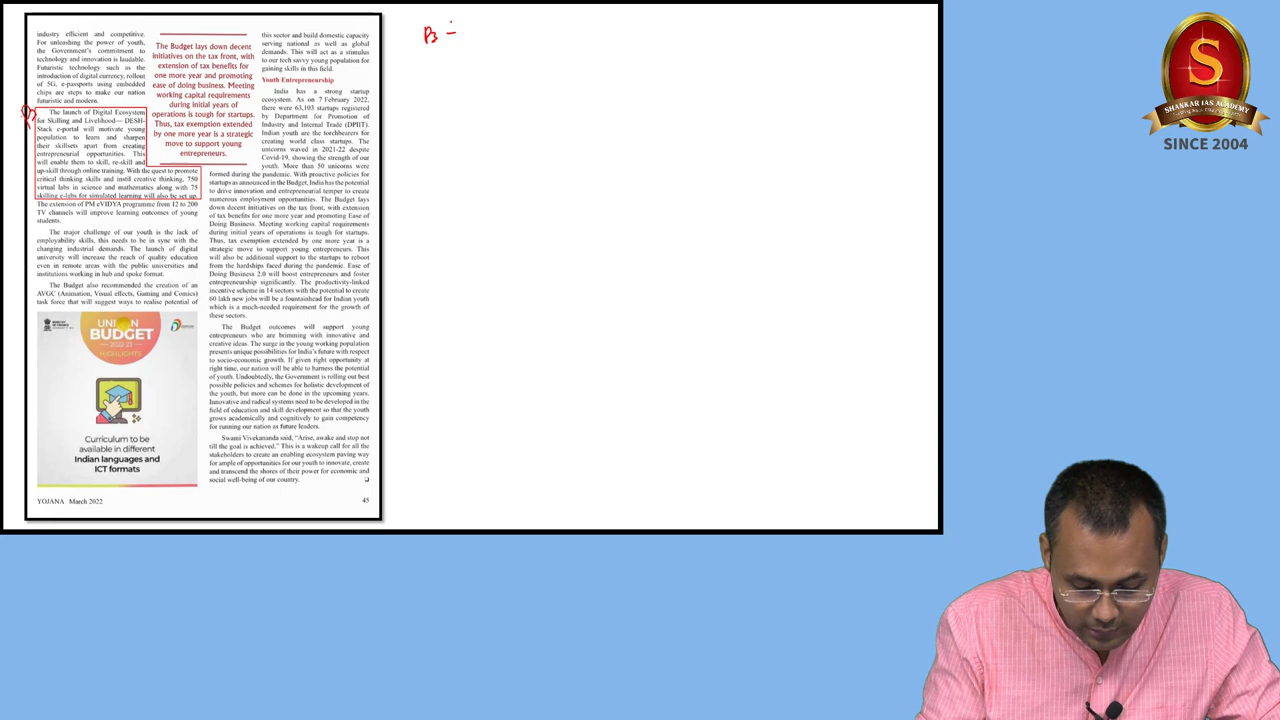 industry efficient and competitive.
For unleashing the power of youth,
the Government's commitment to
technology and innovation is laudable.
Futuristic technology such as the
introduction of digital currency, rollout
of 5G, e-passports using embedded
chips are steps to make our nation
futuristic and modern.
The launch of Digital Ecosystem
for Skilling and Livelihood— DESH-
Stack e-portal will motivate young
population to learn and sharpen
their skillsets apart from creating
entrepreneurial opportunities. This
will enable them to skill, re-skill and
up-skill through online training. With the quest to promote
critical thinking skills and instil creative thinking, 750
virtual labs in science and mathematics along with 75
skilling e-labs for simulated learning will also be set up.
The extension of PM eVIDYA programme from 12 to 200
TV channels will improve learning outcomes of young
students.
The major challenge of our youth is the lack of
employability skills, this needs to be in sync with the
changing industrial demands. The launch of digital
university will increase the reach of quality education
even in remote areas with the public universities and
institutions working in hub and spoke format.
The Budget also recommended the creation of an
AVGC (Animation, Visual effects, Gaming and Comics)
task force that will suggest ways to realise potential of
The Budget lays down decent
initiatives on the tax front, with
extension of tax benefits for
one more year and promoting
ease of doing business. Meeting
working capital requirements
during initial years of
operations is tough for startups.
Thus, tax exemption extended
by one more year is a strategic
move to support young
entrepreneurs.
this sector and build domestic capacity
serving national as well as global
demands. This will act as a stimulus
to our tech savvy young population for
gaining skills in this field.
Youth Entrepreneurship
India has a strong startup
ecosystem. As on 7 February 2022,
there were 63,103 startups registered
by Department for Promotion of
Industry and Internal Trade (DPIIT).
Indian youth are the torchbearers for
creating world class startups. The
unicorns waved in 2021-22 despite
Covid-19, showing the strength of our
youth. More than 50 unicorns were
formed during the pandemic. With proactive policies for
startups as announced in the Budget, India has the potential
to drive innovation and entrepreneurial temper to create
numerous employment opportunities. The Budget lays
down decent initiatives on the tax front, with extension
of tax benefits for one more year and promoting Ease of
Doing Business. Meeting working capital requirements
during initial years of operations is tough for startups.
Thus, tax exemption extended by one more year is a
strategic move to support young entrepreneurs. This
will also be additional support to the startups to reboot
from the hardships faced during the pandemic. Ease of
Doing Business 2.0 will boost entrepreneurs and foster
entrepreneurship significantly. The productivity-linked
incentive scheme in 14 sectors with the potential to create
60 lakh new jobs will be a fountainhead for Indian youth
which is a much-needed requirement for the growth of
these sectors.
The Budget outcomes will support young
entrepreneurs who are brimming with innovative and
creative ideas. The surge in the young working population
presents unique possibilities for India's future with respect
to socio-economic growth. If given right opportunity at
right time, our nation will be able to harness the potential
of youth. Undoubtedly, the Government is rolling out best
possible policies and schemes for holistic development of
the youth, but more can be done in the upcoming years.
Innovative and radical systems need to be developed in the
field of education and skill development so that the youth
grows academically and cognitively to gain competency
for running our nation as future leaders.
Swami Vivekananda said, "Arise, awake and stop not
till the goal is achieved." This is a wakeup call for all the
stakeholders to create an enabling ecosystem paving way
for ample of opportunities for our youth to innovate, create
and transcend the shores of their power for economic and
social well-being of our country.
UNION
BUDGET
2022-23
HIGHLIGHTS
Curriculum to be
available in different
Indian languages and
ICT formats
YOJANA March 2022
45
SHANKAR IAS ACADEMY
SINCE 2004